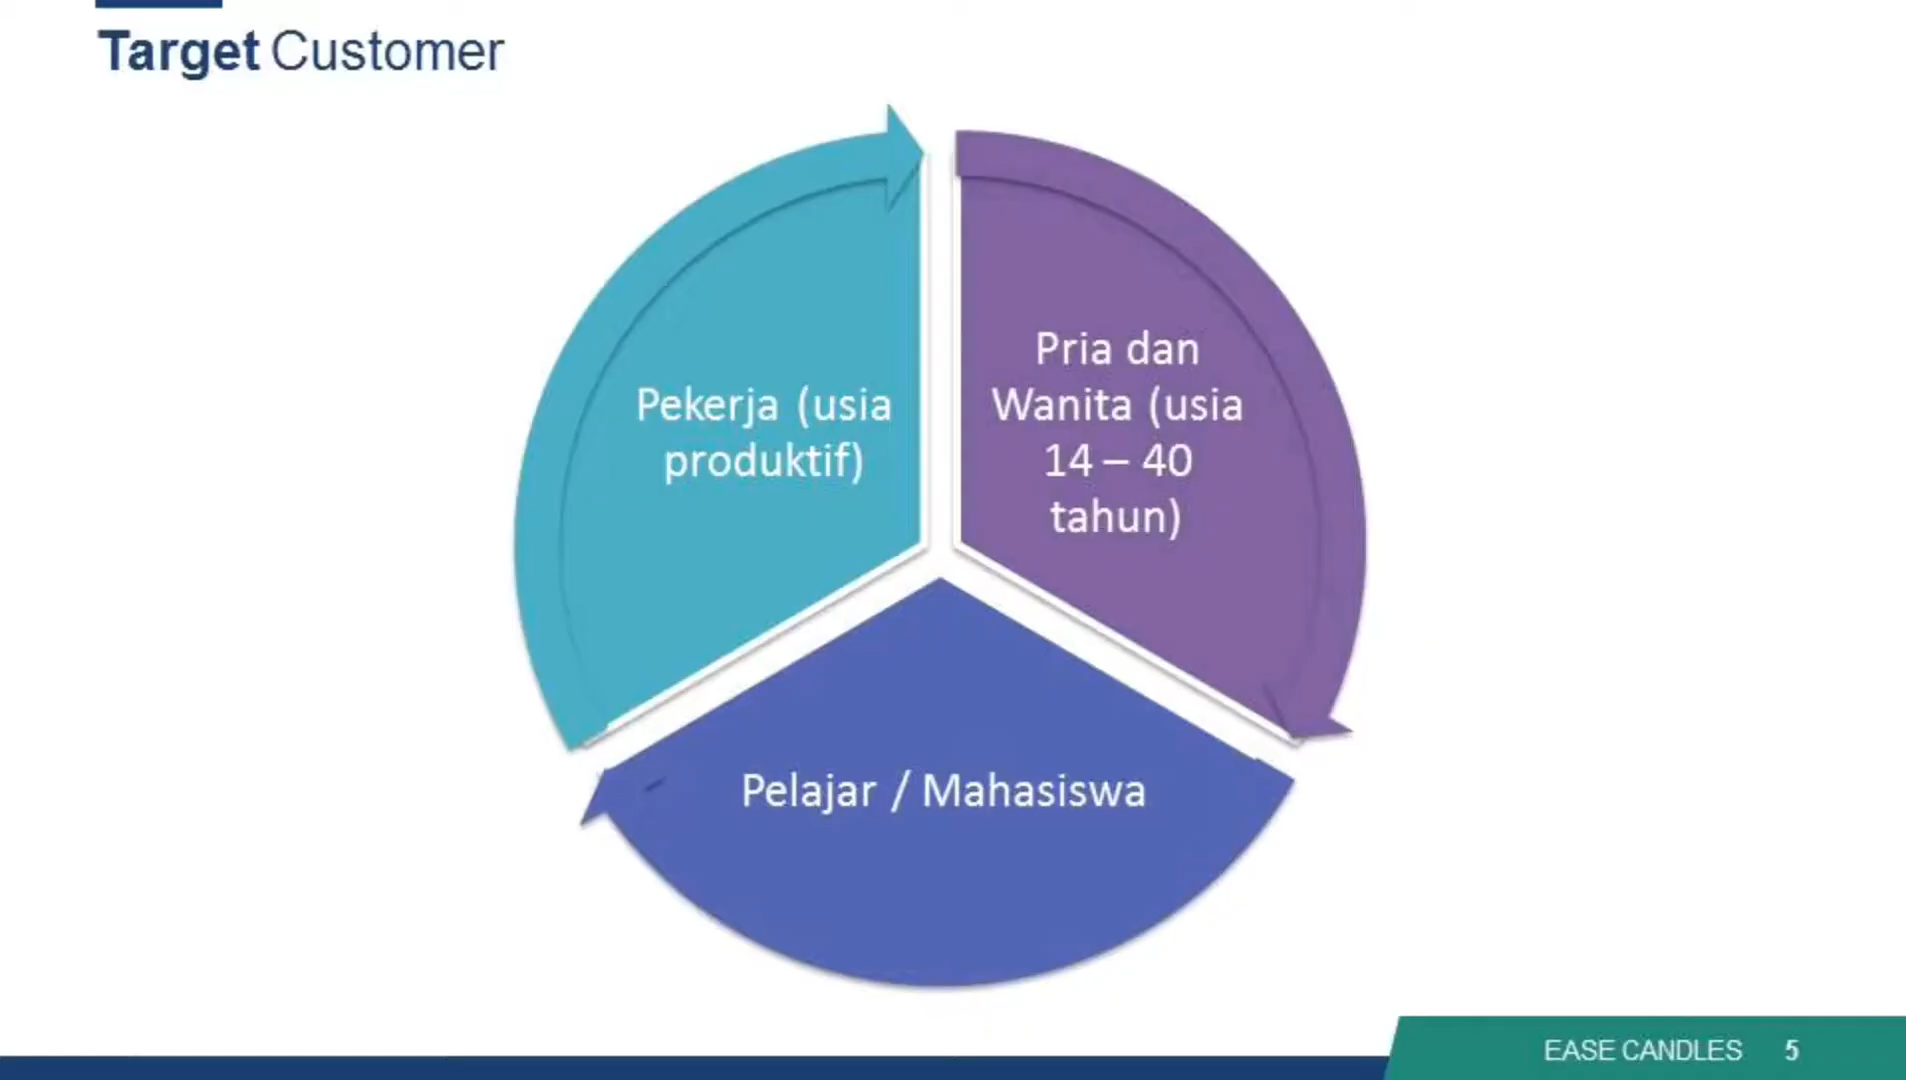 Target Customer
Pekerja (usia
produktif)
Pria dan
Wanita (usia
14 – 40
tahun)
Pelajar / Mahasiswa
EASE CANDLES 5